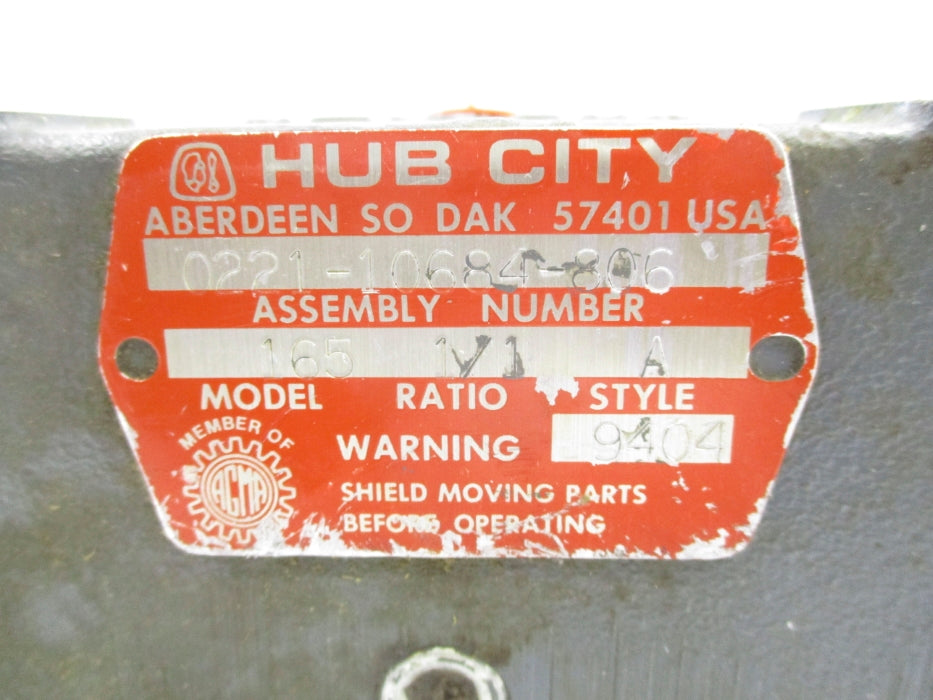 HUB CITY
ABERDEEN SO DAK 57401 USA
0221-10684-806
ASSEMBLY NUMBER
165 1/1 A
MODEL RATIO STYLE
MEMBER OF
AGMA
WARNING 9404
SHIELD MOVING PARTS
BEFORE OPERATING